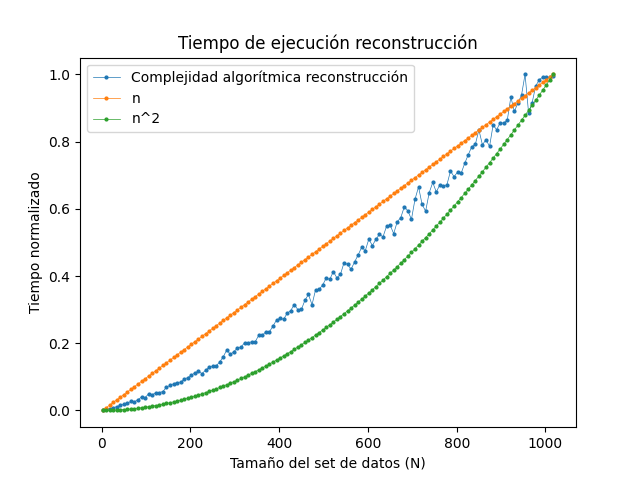 Tiempo de ejecución reconstrucción
Complejidad algorítmica reconstrucción
n
n^2
Tiempo normalizado
1.0
0.8
0.6
0.4
0.2
0.0
0 200 400 600 800 1000
Tamaño del set de datos (N)